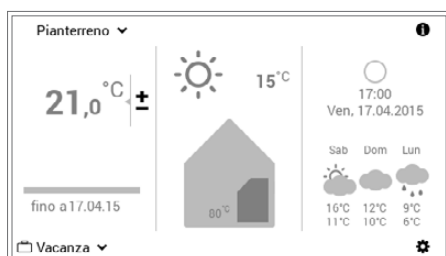 Pianterreno
21,0°C ±
fino a 17.04.15
Vacanza
15°C
80°C
17:00
Ven, 17.04.2015
Sab Dom Lun
16°C 12°C 9°C
11°C 10°C 6°C